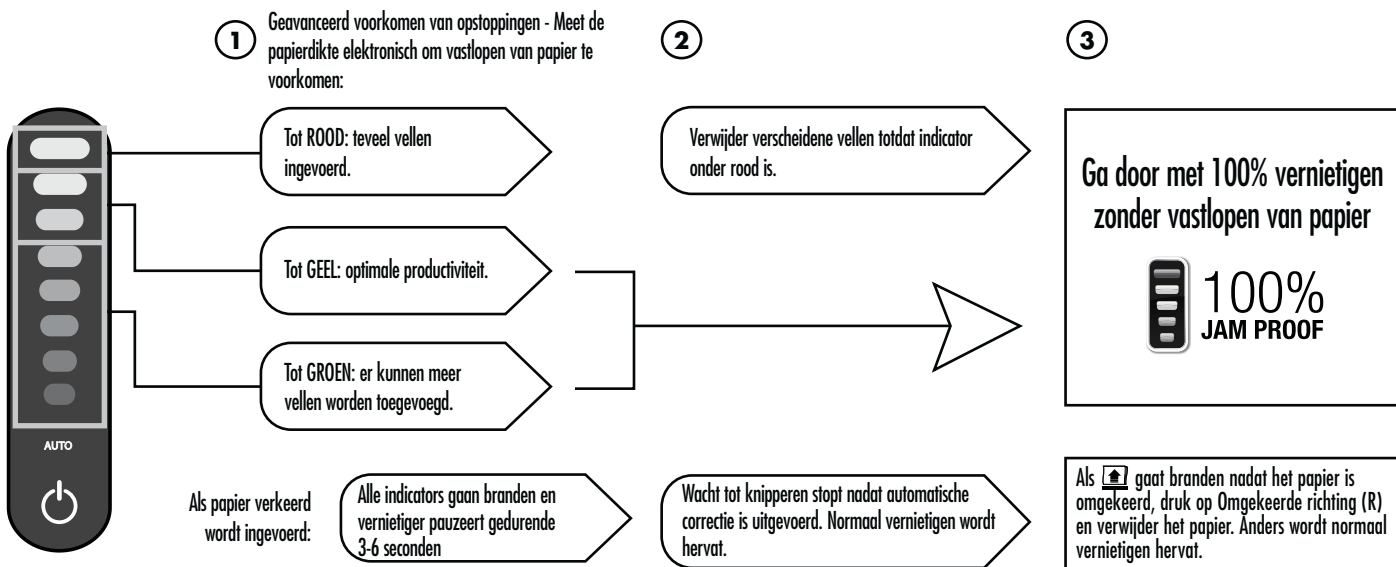 1
Geavanceerd voorkomen van opstoppingen - Meet de
papierdikte elektronisch om vastlopen van papier te
voorkomen:
Tot ROOD: teveel vellen
ingevoerd.
Tot GEEL: optimale productiviteit.
Tot GROEN: er kunnen meer
vellen worden toegevoegd.
2
Verwijder verscheidene vellen totdat indicator
onder rood is.
3
Ga door met 100% vernietigen
zonder vastlopen van papier
100%
JAM PROOF
AUTO
Als papier verkeerd
wordt ingevoerd:
Alle indicators gaan branden en
vernietiger pauzeert gedurende
3-6 seconden
Wacht tot knipperen stopt nadat automatische
correctie is uitgevoerd. Normaal vernietigen wordt
hervat.
Als gaat branden nadat het papier is
omgekeerd, druk op Omgekeerde richting (R)
en verwijder het papier. Anders wordt normaal
vernietigen hervat.